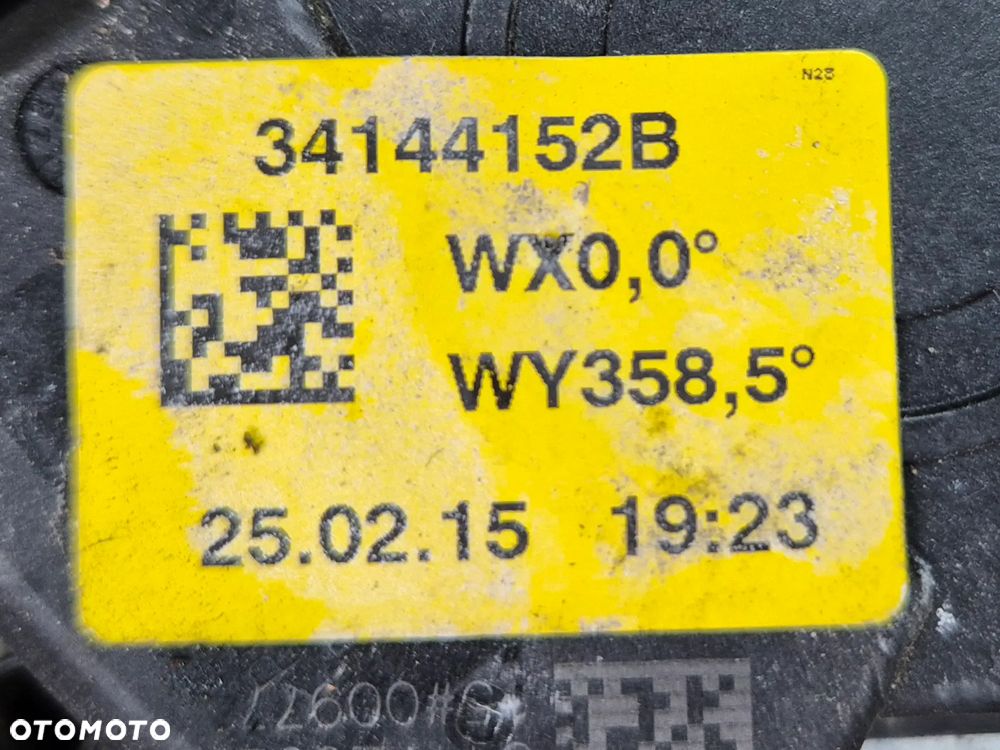 N28
34144152B
WX0,0°
WY358,5°
25.02.15 19:23
OTOMOTO